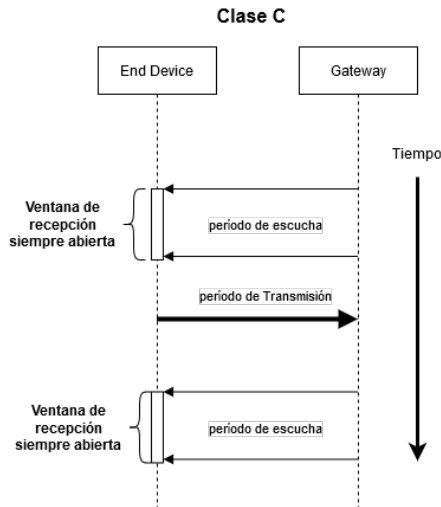 Clase C
End Device
Gateway
Tiempo
Ventana de
recepción
siempre abierta
período de escucha
período de Transmisión
Ventana de
recepción
siempre abierta
período de escucha